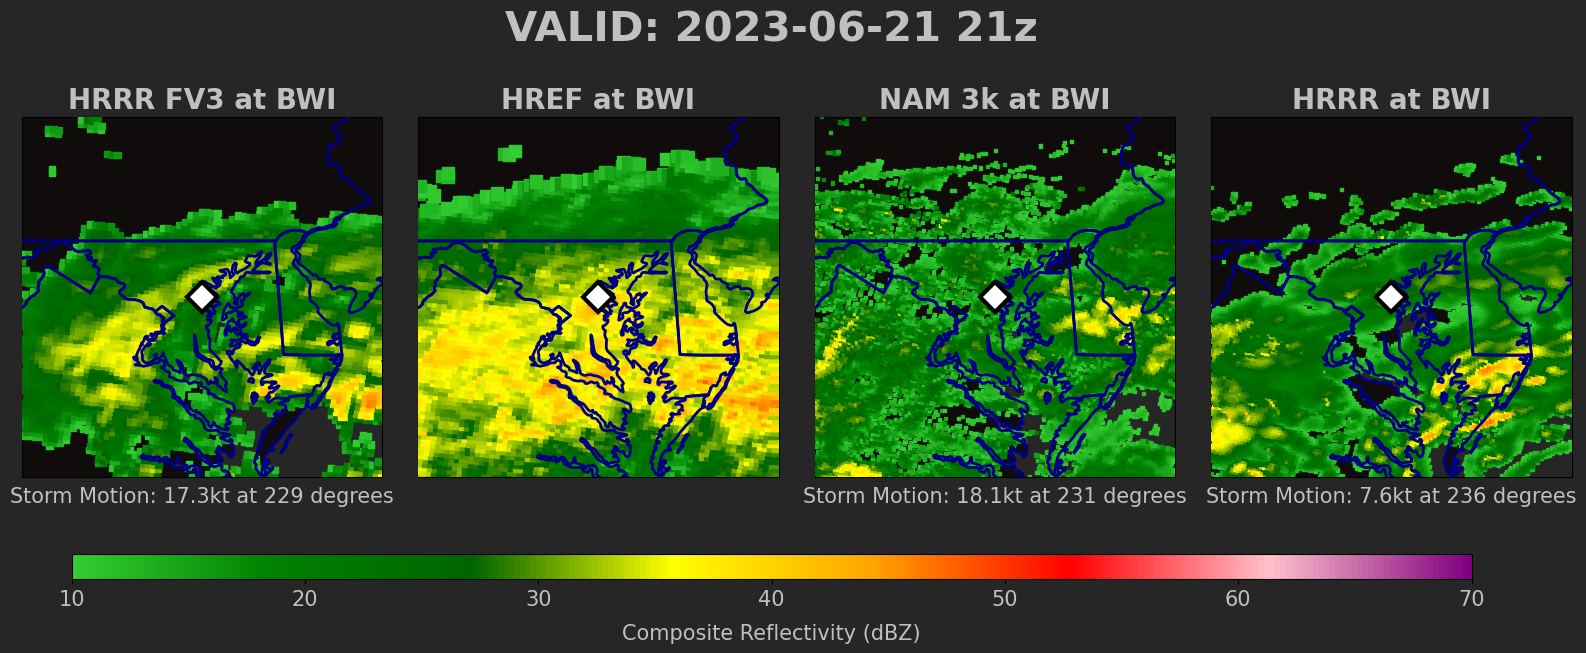 VALID: 2023-06-21 21z
HRRR FV3 at BWI
HREF at BWI
NAM 3k at BWI
HRRR at BWI
Storm Motion: 17.3kt at 229 degrees
Storm Motion: 18.1kt at 231 degrees
Storm Motion: 7.6kt at 236 degrees
10 20 30 40 50 60 70
Composite Reflectivity (dBZ)